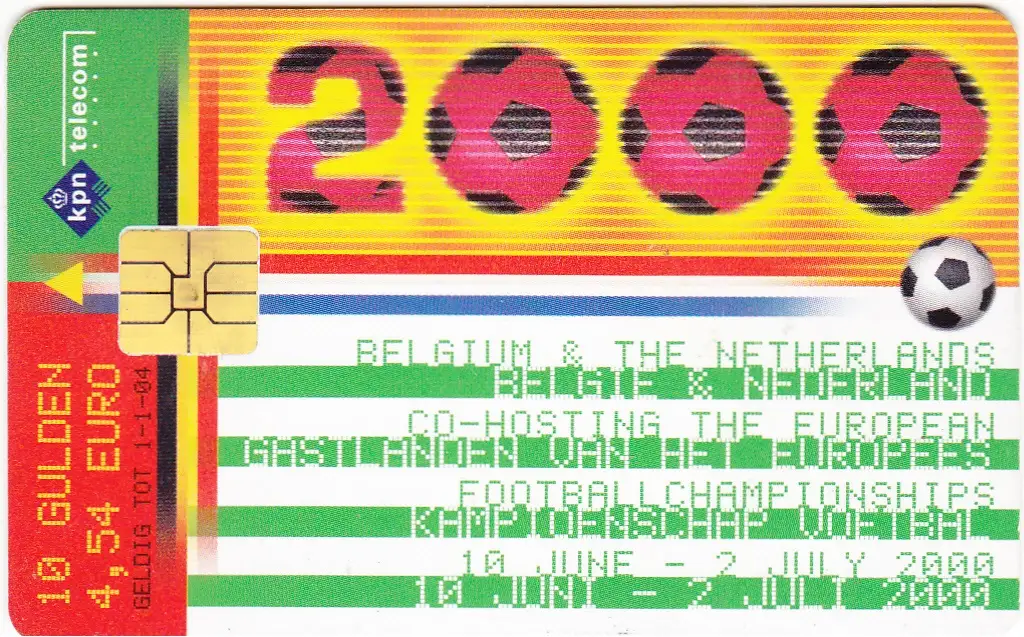 kpn telecom
2000
BELGIUM & THE NETHERLANDS
BELGIE & NEDERLAND
CO-HOSTING THE EUROPEAN
GASTLANDEN VAN HET EUROPEES
FOOTBALLCHAMPIONSHIPS
KAMPIOENSCHAP VOETBAL
10 JUNE - 2 JULY 2000
10 JUNI - 2 JULI 2000
10 GULDEN
4,54 EURO
GELDIG TOT 1-1-04